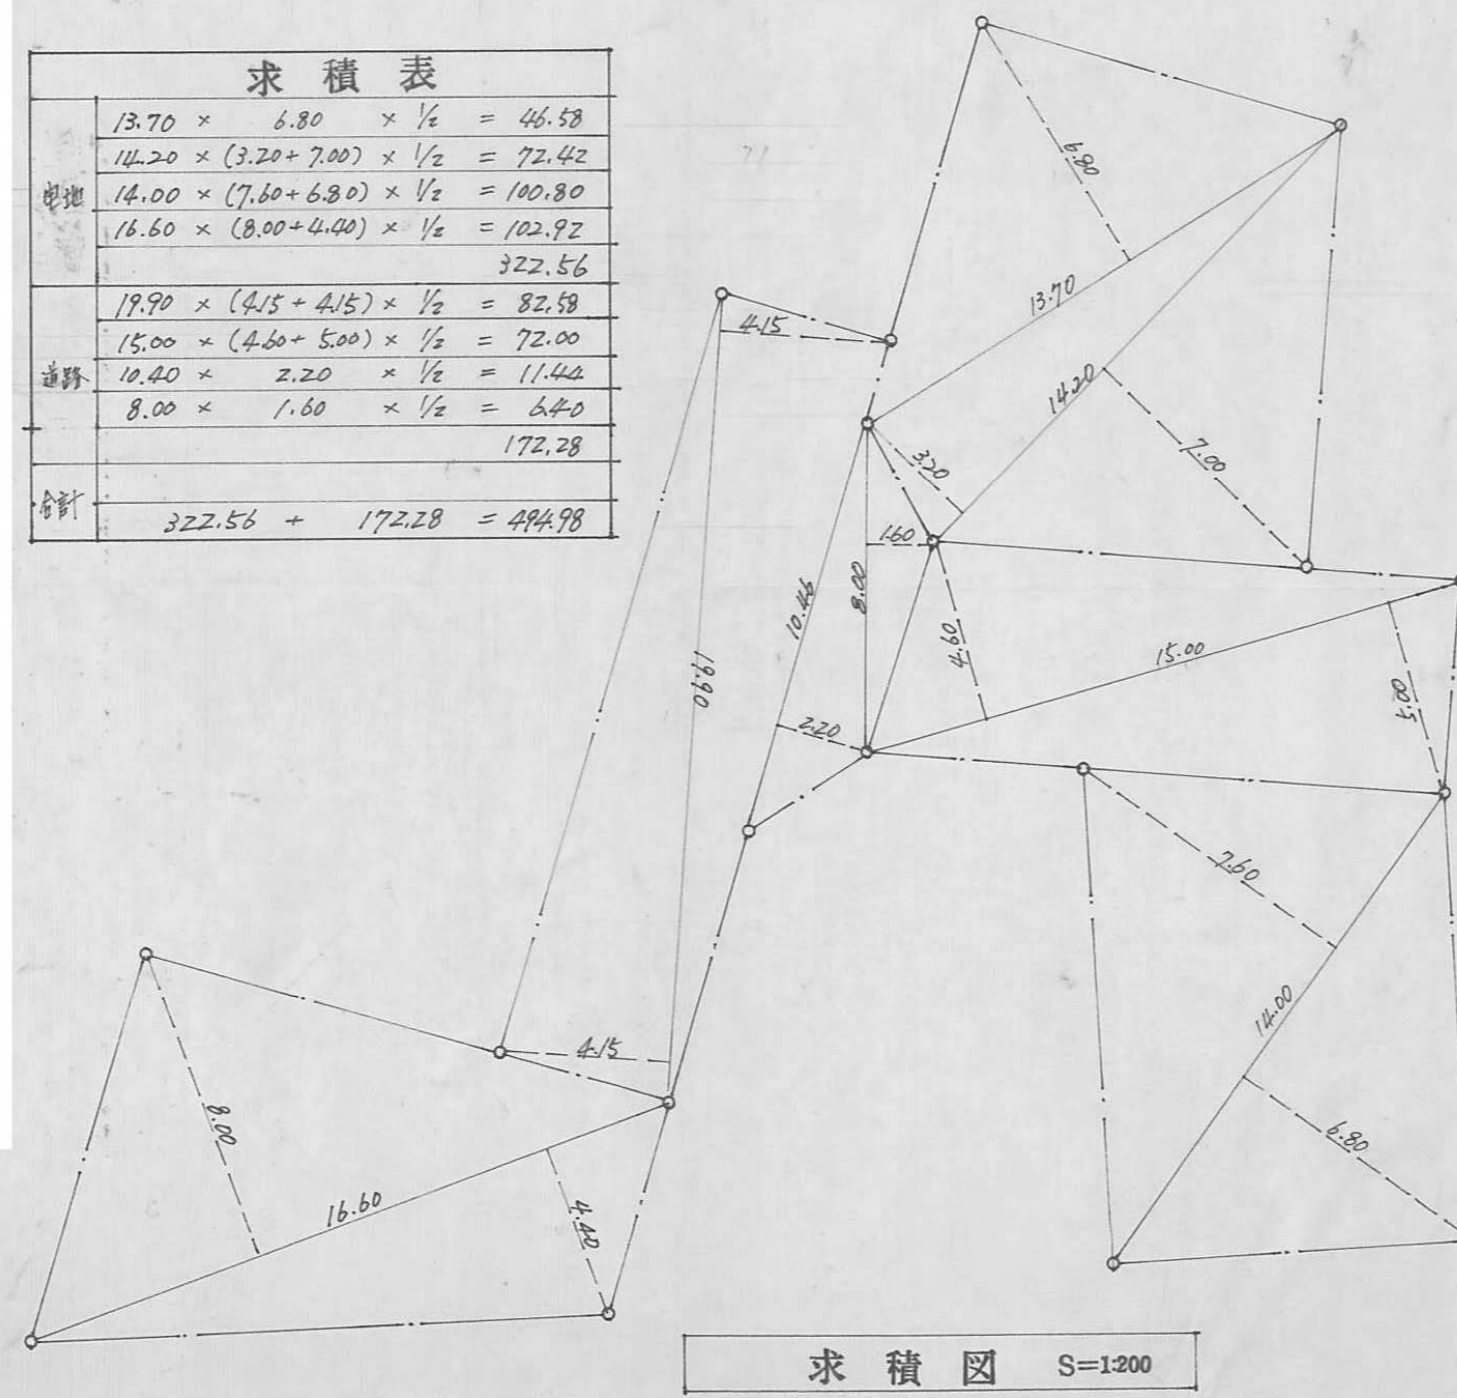 求積表
13.70 × 6.80 × 1/2 = 46.58
14.20 × (3.20+7.00) × 1/2 = 72.42
宅地 14.00 × (7.60+6.80) × 1/2 = 100.80
16.60 × (8.00+4.40) × 1/2 = 102.92
322.56
19.90 × (4.15+4.15) × 1/2 = 82.58
15.00 × (4.60+5.00) × 1/2 = 72.00
道路 10.40 × 2.20 × 1/2 = 11.44
8.00 × 1.60 × 1/2 = 6.40
172.28
合計
322.56 + 172.28 = 494.98
6.80
13.70
4.15
14.20
3.20
7.00
1.60
8.00
10.46
4.60
15.00
19.90
5.00
2.20
7.60
14.00
4.15
8.00
6.80
16.60
4.40
求積図 S=1:200